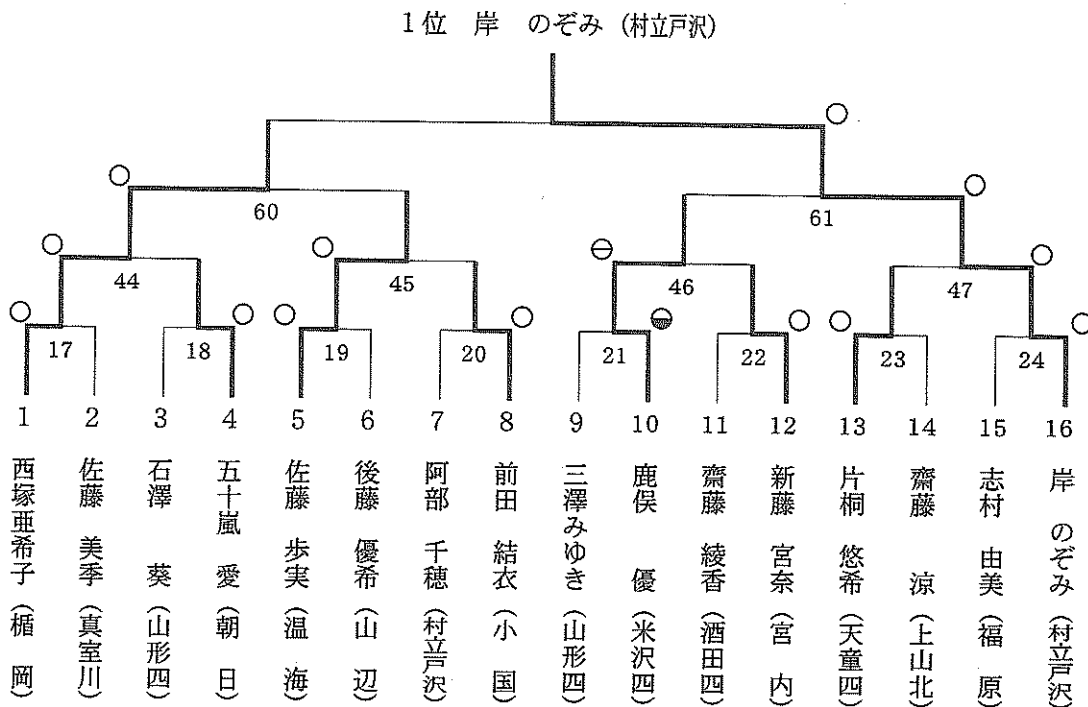 1位 岸 のぞみ (村立戸沢)
60
61
44
45
46
47
17
18
19
20
21
22
23
24
1
2
3
4
5
6
7
8
9
10
11
12
13
14
15
16
西塚亜希子(楯岡)
佐藤 美季(真室川)
石澤 葵(山形四)
五十嵐 愛(朝日)
佐藤 歩実(温海)
後藤 優希(山辺)
阿部 千穂(村立戸沢)
前田 結衣(小国)
三澤みゆき(山形四)
鹿俣 優(米沢四)
齋藤 綾香(酒田四)
新藤 宮奈(宮内)
片桐 悠希(天童四)
齋藤 涼(上山北)
志村 由美(福原)
岸 のぞみ(村立戸沢)